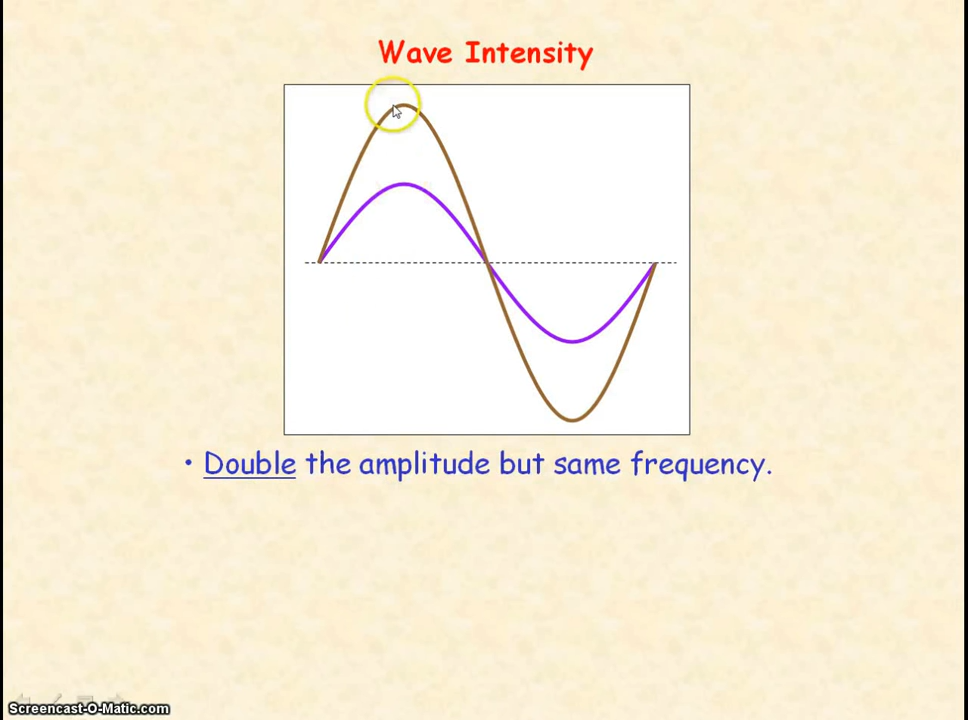 Wave Intensity
• Double the amplitude but same frequency.
Screencast-O-Matic.com